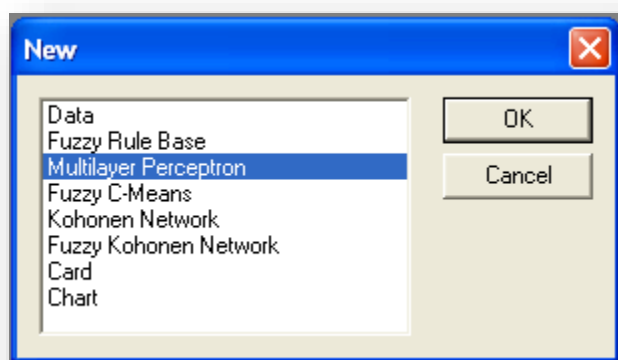 New
Data
Fuzzy Rule Base
Multilayer Perceptron
Fuzzy C-Means
Kohonen Network
Fuzzy Kohonen Network
Card
Chart
OK
Cancel